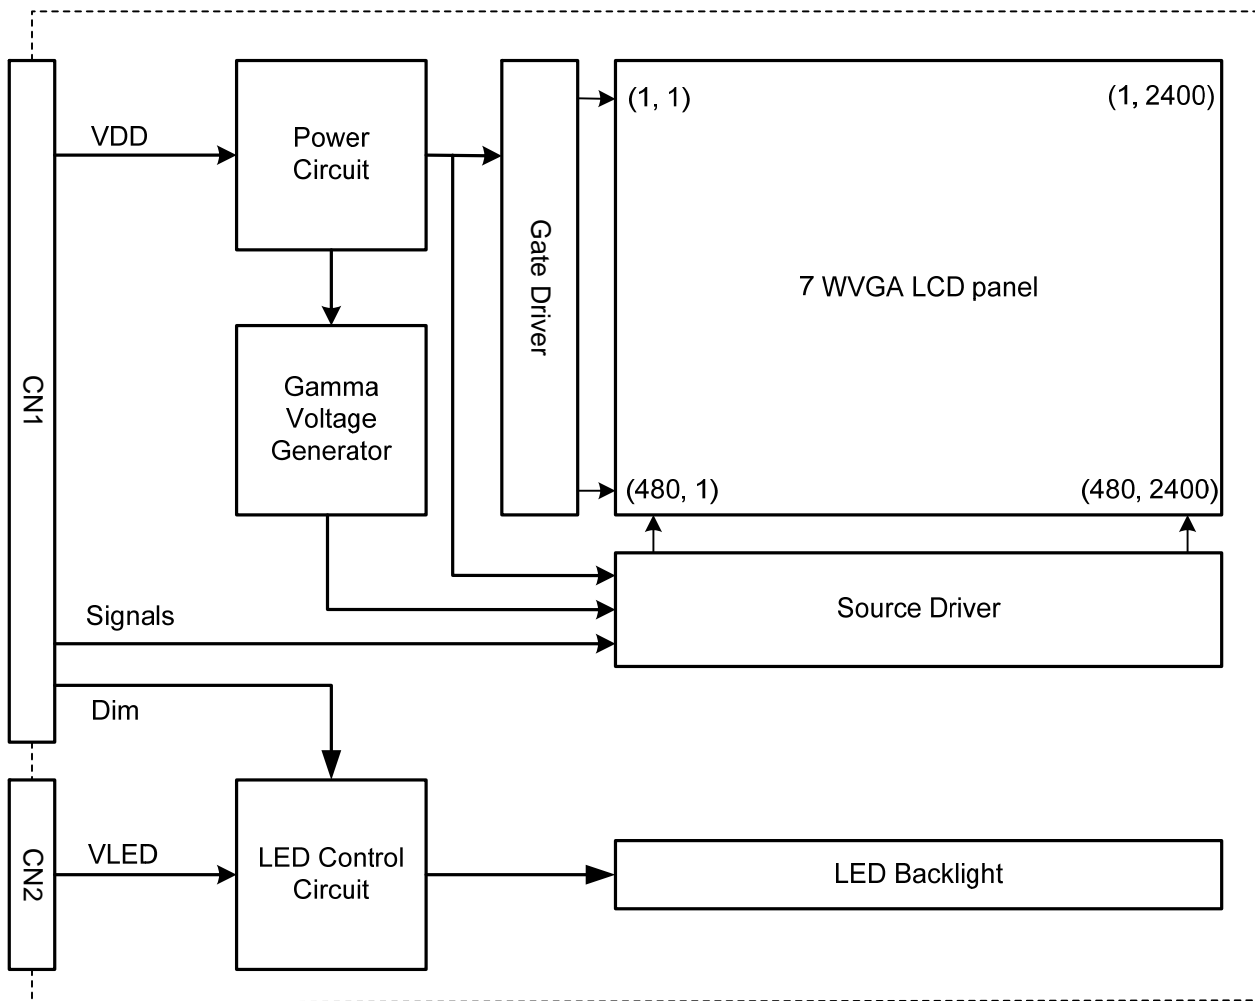 (1, 1)
(1, 2400)
VDD
Power
Circuit
Gate Driver
7 WVGA LCD panel
CN1
Gamma
Voltage
Generator
(480, 1)
(480, 2400)
Signals
Source Driver
Dim
CN2
VLED
LED Control
Circuit
LED Backlight